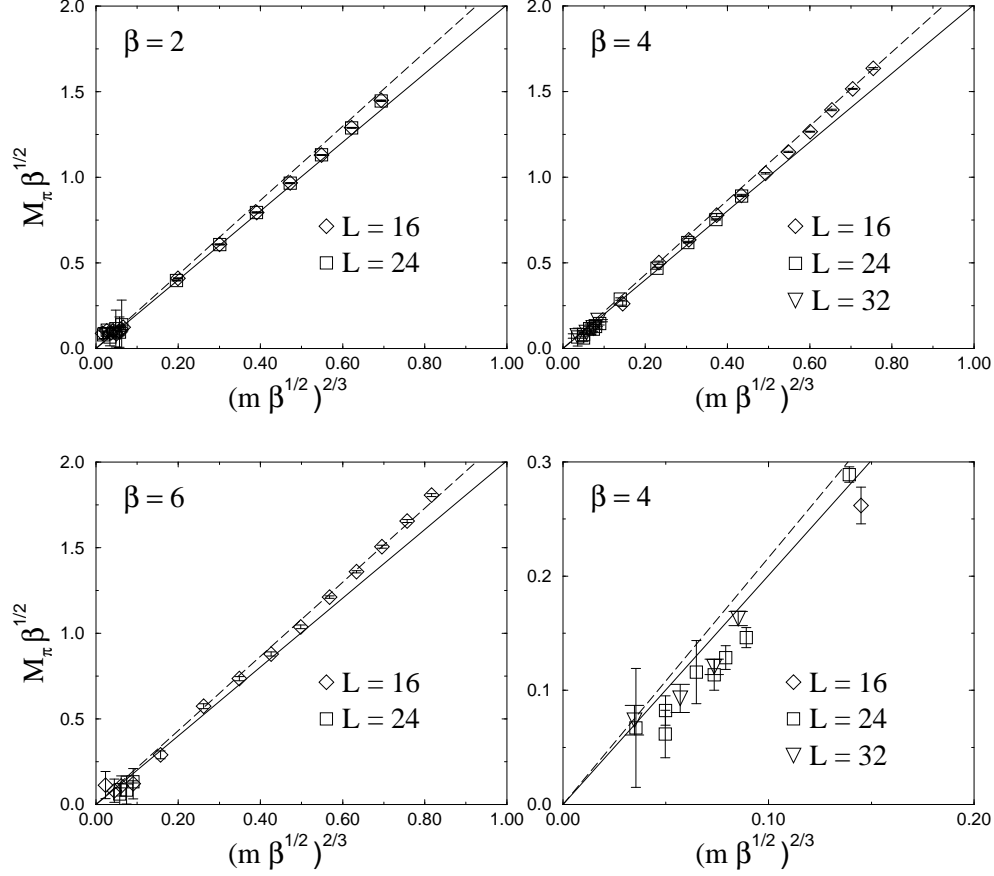 β = 2
2.0
1.5
1.0
0.5
0.0
M_π β^{1/2}
◇ L = 16
□ L = 24
0.00 0.20 0.40 0.60 0.80 1.00
(m β^{1/2})^{2/3}
β = 4
2.0
1.5
1.0
0.5
0.0
◇ L = 16
□ L = 24
▽ L = 32
0.00 0.20 0.40 0.60 0.80 1.00
(m β^{1/2})^{2/3}
β = 6
2.0
1.5
1.0
0.5
0.0
M_π β^{1/2}
◇ L = 16
□ L = 24
0.00 0.20 0.40 0.60 0.80 1.00
(m β^{1/2})^{2/3}
β = 4
0.3
0.2
0.1
0.0
◇ L = 16
□ L = 24
▽ L = 32
0.00 0.10 0.20
(m β^{1/2})^{2/3}